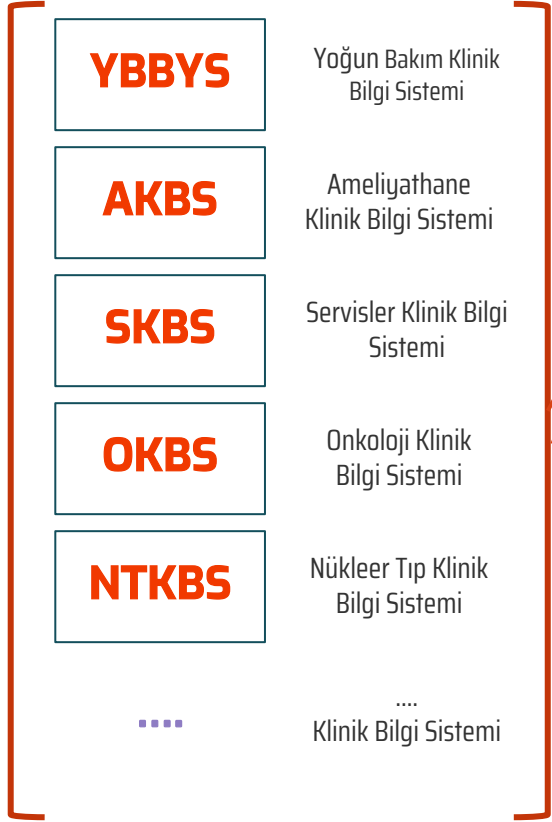 YBBYS
Yoğun Bakım Klinik
Bilgi Sistemi
AKBS
Ameliyathane
Klinik Bilgi Sistemi
SKBS
Servisler Klinik Bilgi
Sistemi
OKBS
Onkoloji Klinik
Bilgi Sistemi
NTKBS
Nükleer Tıp Klinik
Bilgi Sistemi
....
....
Klinik Bilgi Sistemi